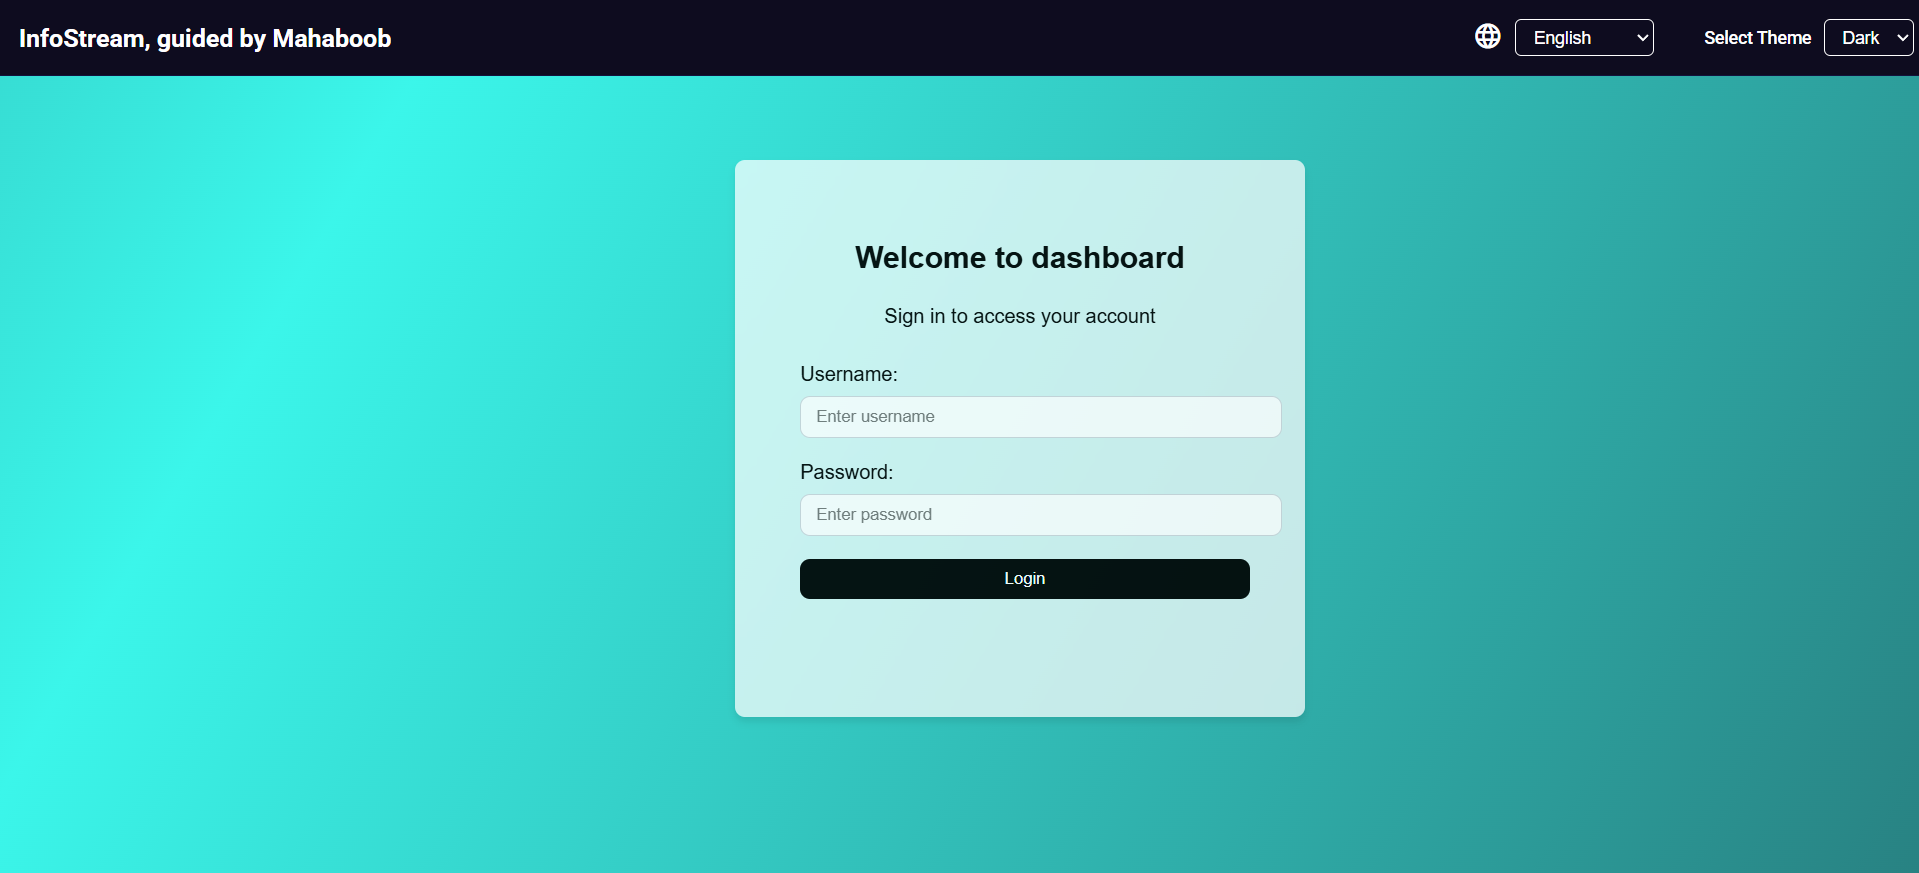 InfoStream, guided by Mahaboob
English
Select Theme
Dark
Welcome to dashboard
Sign in to access your account
Username:
Enter username
Password:
Enter password
Login